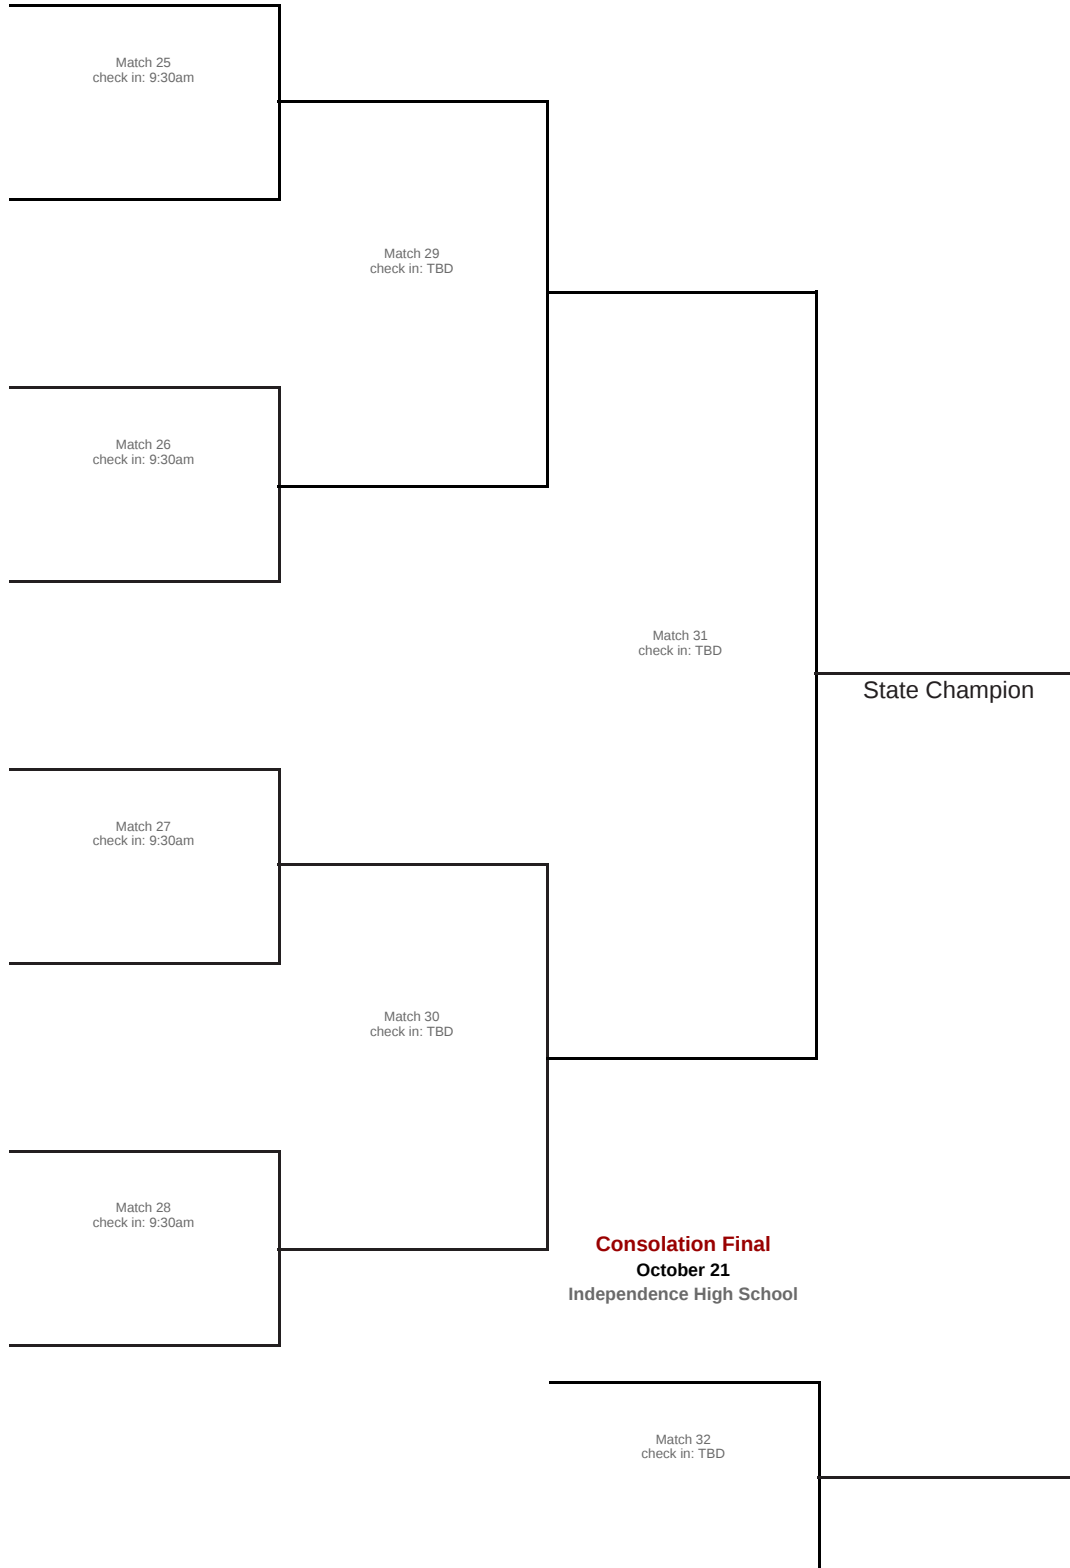 Match 25
check in: 9:30am
Match 29
check in: TBD
Match 26
check in: 9:30am
Match 31
check in: TBD
State Champion
Match 27
check in: 9:30am
Match 30
check in: TBD
Match 28
check in: 9:30am
Consolation Final
October 21
Independence High School
Match 32
check in: TBD